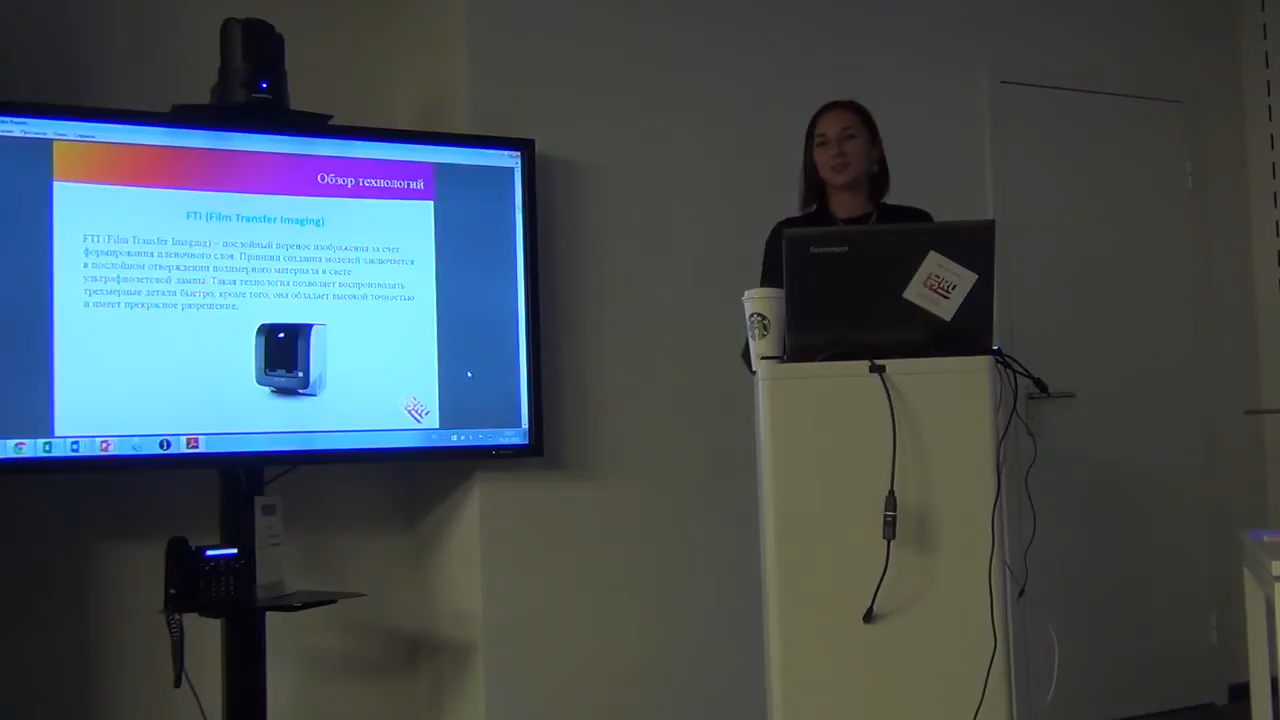 Справка
Обзор технологий
FTI (Film Transfer Imaging)
FTI (Film Transfer Imaging) – послойный перенос изображения за счет
формирования пленочного слоя. Принцип создания моделей заключается
в послойном отверждении полимерного материала в свете
ультрафиолетовой лампы. Такая технология позволяет воспроизводить
трехмерные детали быстро, кроме того, она обладает высокой точностью
и имеет прекрасное разрешение.
lenovo